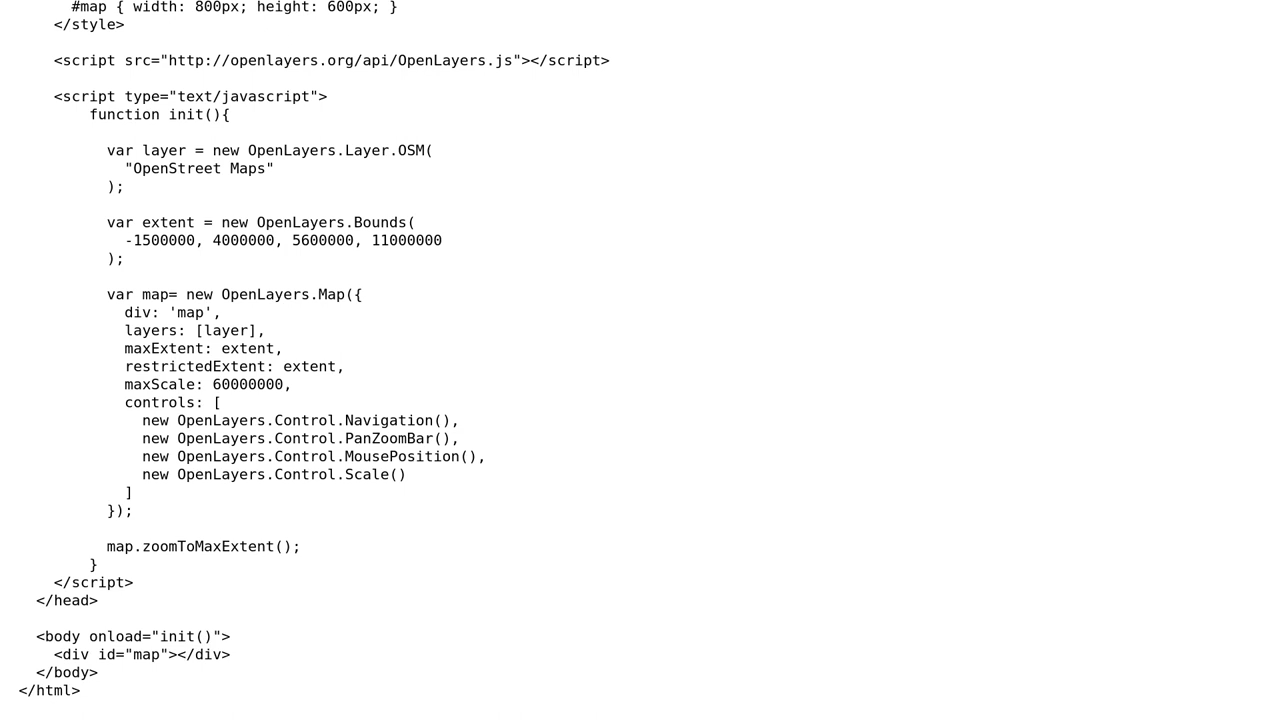 #map { width: 800px; height: 600px; }
</style>
<script src="http://openlayers.org/api/OpenLayers.js"></script>
<script type="text/javascript">
function init(){
var layer = new OpenLayers.Layer.OSM(
"OpenStreet Maps"
);
var extent = new OpenLayers.Bounds(
-1500000, 4000000, 5600000, 11000000
);
var map= new OpenLayers.Map({
div: 'map',
layers: [layer],
maxExtent: extent,
restrictedExtent: extent,
maxScale: 60000000,
controls: [
new OpenLayers.Control.Navigation(),
new OpenLayers.Control.PanZoomBar(),
new OpenLayers.Control.MousePosition(),
new OpenLayers.Control.Scale()
]
});
map.zoomToMaxExtent();
}
</script>
</head>
<body onload="init()">
<div id="map"></div>
</body>
</html>